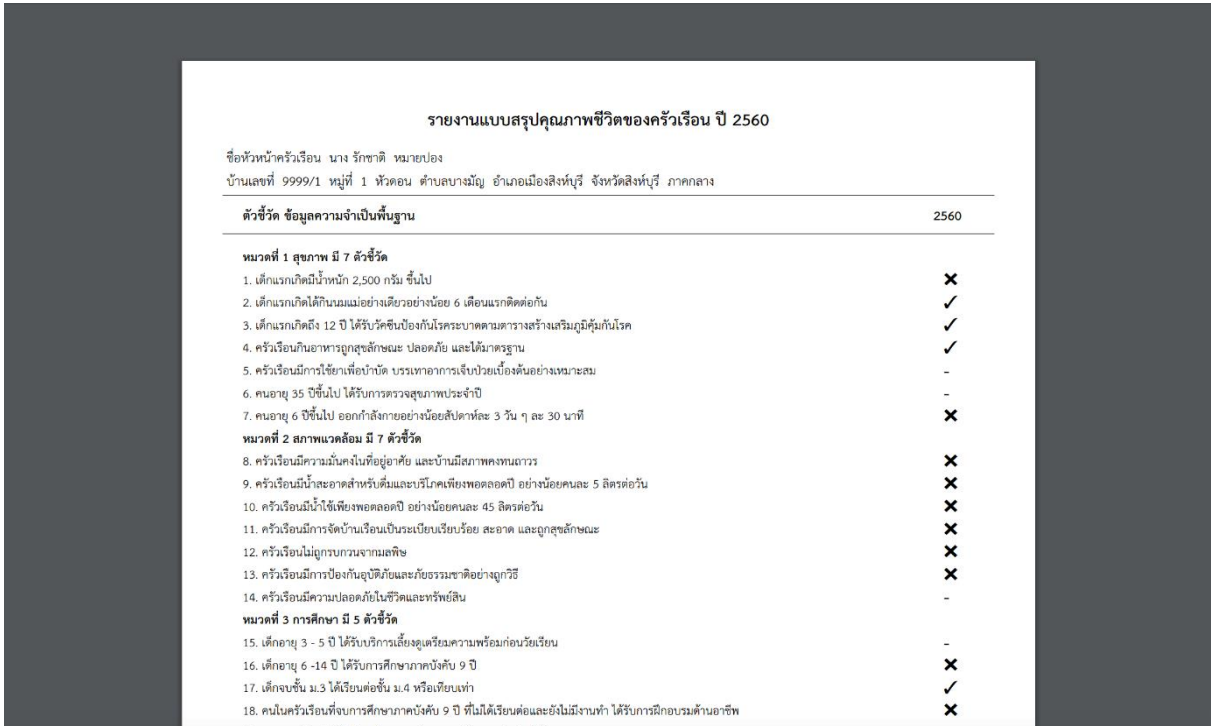 รายงานแบบสรุปคุณภาพชีวิตของครัวเรือน ปี 2560
ชื่อหัวหน้าครัวเรือน นาง รักชาติ หมายปอง
บ้านเลขที่ 9999/1 หมู่ที่ 1 หัวดอน ตำบลบางมัญ อำเภอเมืองสิงห์บุรี จังหวัดสิงห์บุรี ภาคกลาง
ตัวชี้วัด ข้อมูลความจำเป็นพื้นฐาน 2560
หมวดที่ 1 สุขภาพ มี 7 ตัวชี้วัด
1. เด็กแรกเกิดมีน้ำหนัก 2,500 กรัม ขึ้นไป ✕
2. เด็กแรกเกิดได้กินนมแม่อย่างเดียวอย่างน้อย 6 เดือนแรกติดต่อกัน ✓
3. เด็กแรกเกิดถึง 12 ปี ได้รับวัคซีนป้องกันโรคระบาดตามตารางสร้างเสริมภูมิคุ้มกันโรค ✓
4. ครัวเรือนกินอาหารถูกสุขลักษณะ ปลอดภัย และได้มาตรฐาน ✓
5. ครัวเรือนมีการใช้ยาเพื่อบำบัด บรรเทาอาการเจ็บป่วยเบื้องต้นอย่างเหมาะสม -
6. คนอายุ 35 ปีขึ้นไป ได้รับการตรวจสุขภาพประจำปี -
7. คนอายุ 6 ปีขึ้นไป ออกกำลังกายอย่างน้อยสัปดาห์ละ 3 วัน ๆ ละ 30 นาที ✕
หมวดที่ 2 สภาพแวดล้อม มี 7 ตัวชี้วัด
8. ครัวเรือนมีความมั่นคงในที่อยู่อาศัย และบ้านมีสภาพคงทนถาวร ✕
9. ครัวเรือนมีน้ำสะอาดสำหรับดื่มและบริโภคเพียงพอตลอดปี อย่างน้อยคนละ 5 ลิตรต่อวัน ✕
10. ครัวเรือนมีน้ำใช้เพียงพอตลอดปี อย่างน้อยคนละ 45 ลิตรต่อวัน ✕
11. ครัวเรือนมีการจัดบ้านเรือนเป็นระเบียบเรียบร้อย สะอาด และถูกสุขลักษณะ ✕
12. ครัวเรือนไม่ถูกรบกวนจากมลพิษ ✕
13. ครัวเรือนมีการป้องกันอุบัติภัยและภัยธรรมชาติอย่างถูกวิธี ✕
14. ครัวเรือนมีความปลอดภัยในชีวิตและทรัพย์สิน -
หมวดที่ 3 การศึกษา มี 5 ตัวชี้วัด
15. เด็กอายุ 3 - 5 ปี ได้รับบริการเลี้ยงดูเตรียมความพร้อมก่อนวัยเรียน -
16. เด็กอายุ 6 -14 ปี ได้รับการศึกษาภาคบังคับ 9 ปี ✕
17. เด็กจบชั้น ม.3 ได้เรียนต่อชั้น ม.4 หรือเทียบเท่า ✓
18. คนในครัวเรือนที่จบการศึกษาภาคบังคับ 9 ปี ที่ไม่ได้เรียนต่อและยังไม่มีงานทำ ได้รับการฝึกอบรมด้านอาชีพ ✕